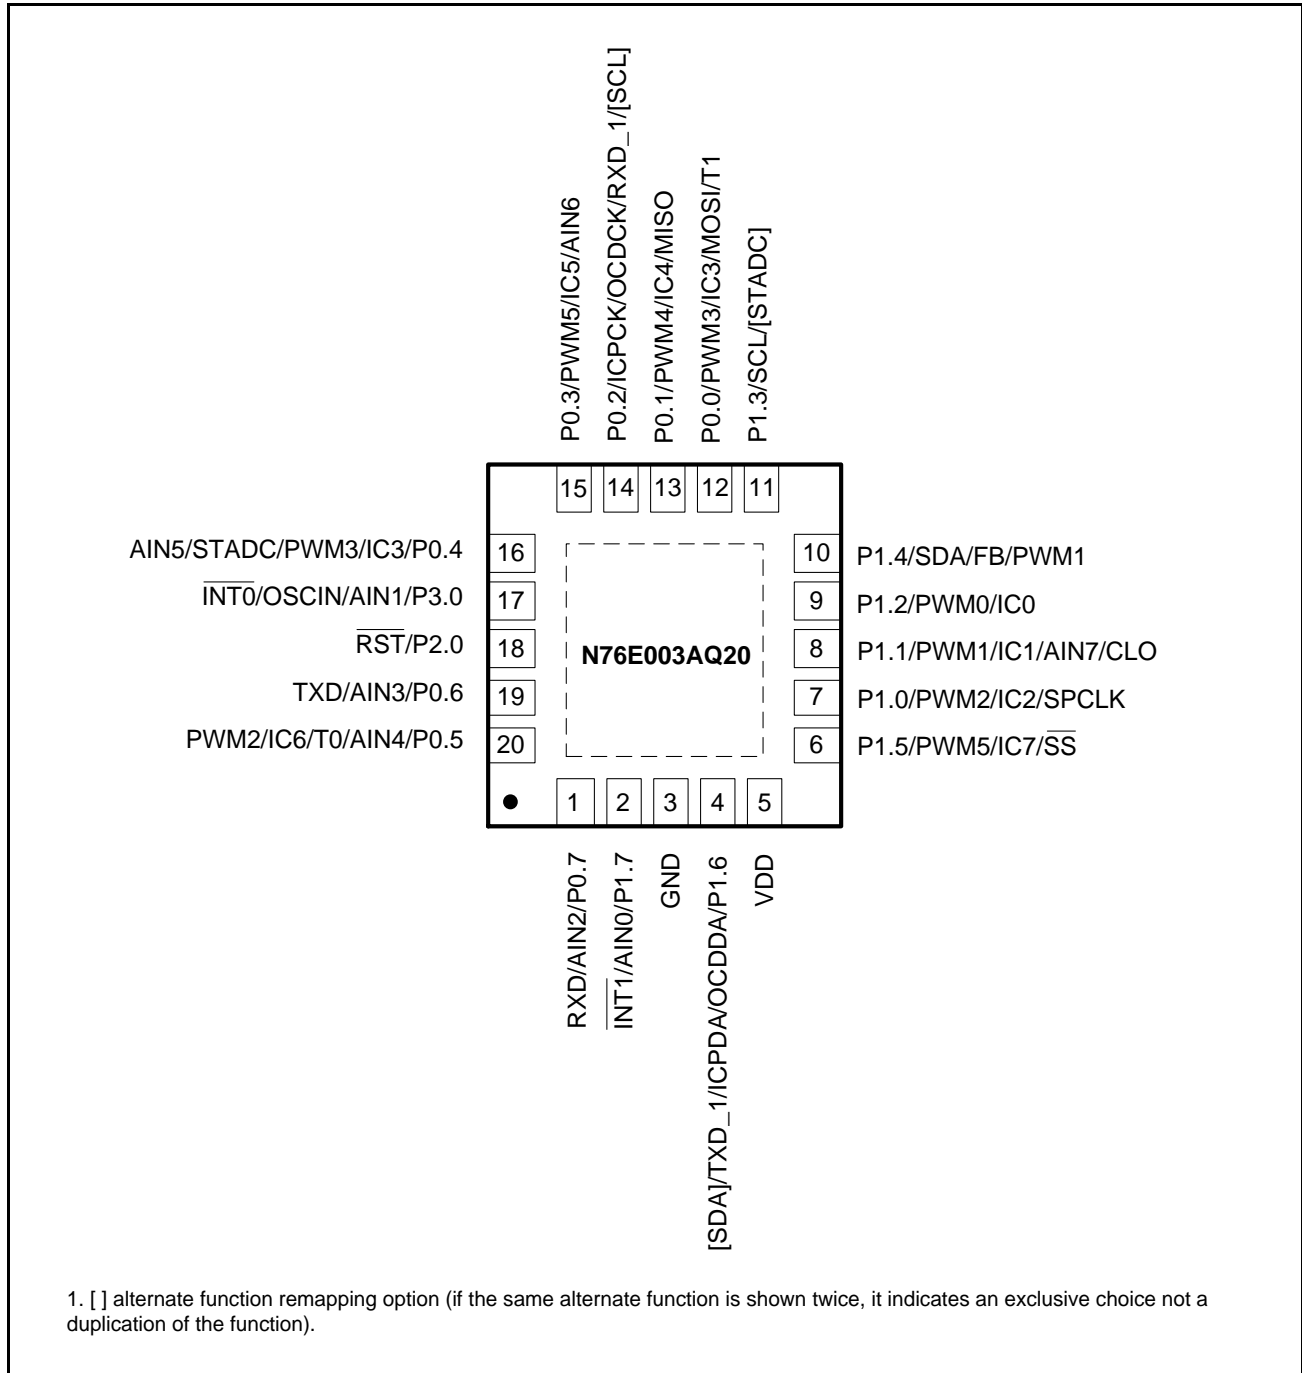 P0.3/PWM5/IC5/AIN6
P0.2/ICPCK/OCDCK/RXD_1/[SCL]
P0.1/PWM4/IC4/MISO
P0.0/PWM3/IC3/MOSI/T1
P1.3/SCL/[STADC]
15 14 13 12 11
AIN5/STADC/PWM3/IC3/P0.4 16
INT0/OSCIN/AIN1/P3.0 17
RST/P2.0 18
TXD/AIN3/P0.6 19
PWM2/IC6/T0/AIN4/P0.5 20
N76E003AQ20
10 P1.4/SDA/FB/PWM1
9 P1.2/PWM0/IC0
8 P1.1/PWM1/IC1/AIN7/CLO
7 P1.0/PWM2/IC2/SPCLK
6 P1.5/PWM5/IC7/SS
1 2 3 4 5
RXD/AIN2/P0.7
INT1/AIN0/P1.7
GND
[SDA]/TXD_1/ICPDA/OCDDA/P1.6
VDD
1. [ ] alternate function remapping option (if the same alternate function is shown twice, it indicates an exclusive choice not a
duplication of the function).